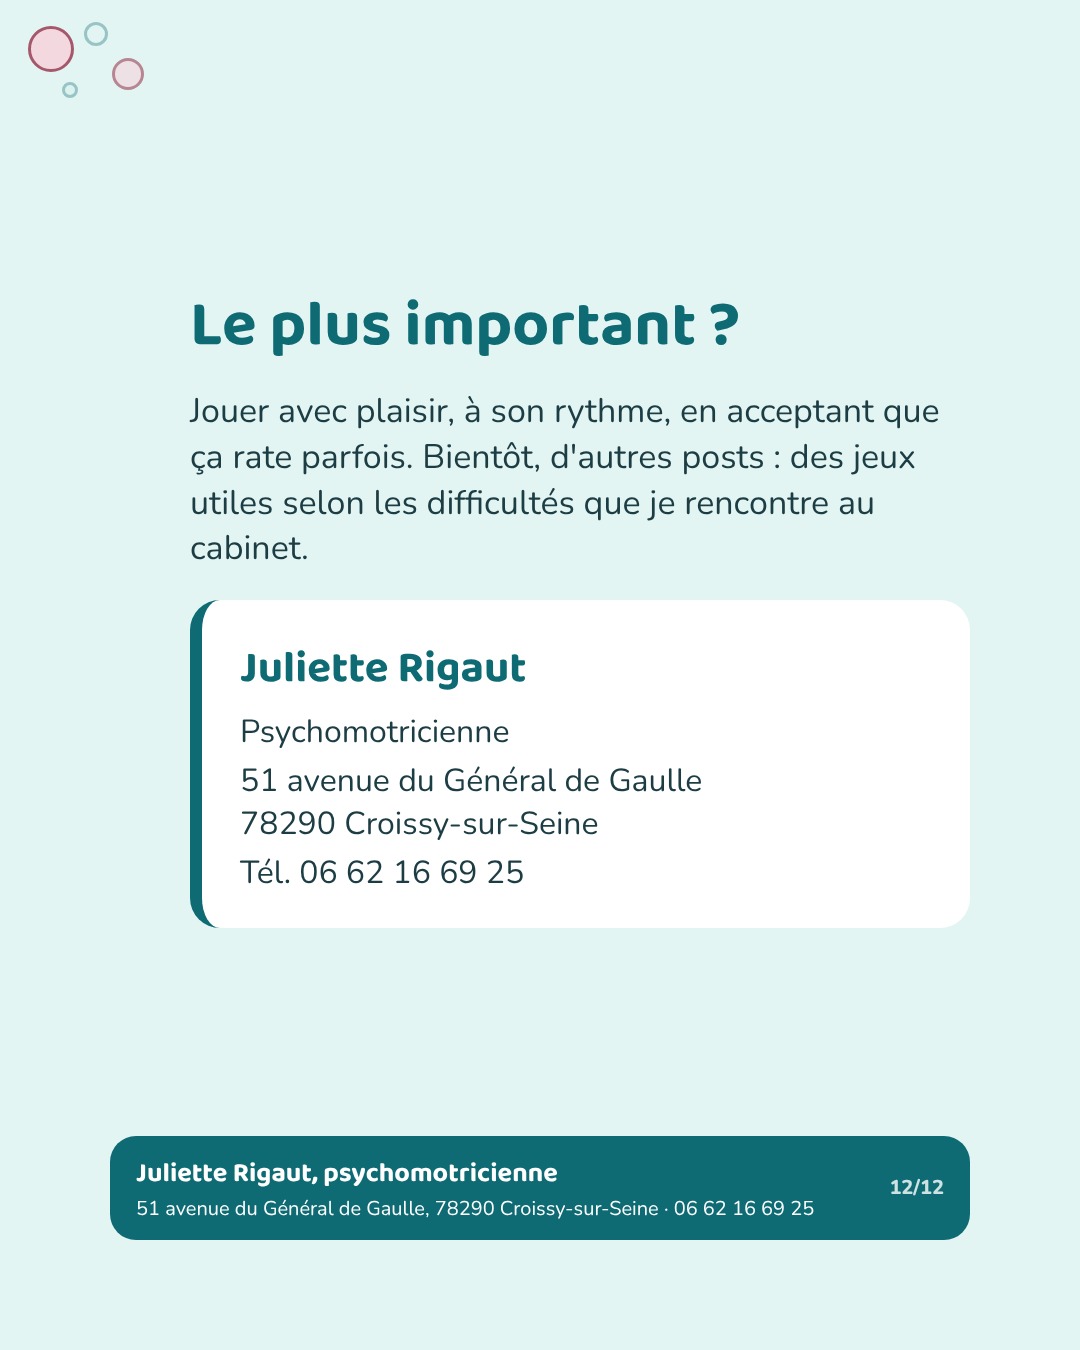 Le plus important ?
Jouer avec plaisir, à son rythme, en acceptant que
ça rate parfois. Bientôt, d'autres posts : des jeux
utiles selon les difficultés que je rencontre au
cabinet.
Juliette Rigaut
Psychomotricienne
51 avenue du Général de Gaulle
78290 Croissy-sur-Seine
Tél. 06 62 16 69 25
Juliette Rigaut, psychomotricienne
51 avenue du Général de Gaulle, 78290 Croissy-sur-Seine · 06 62 16 69 25
12/12